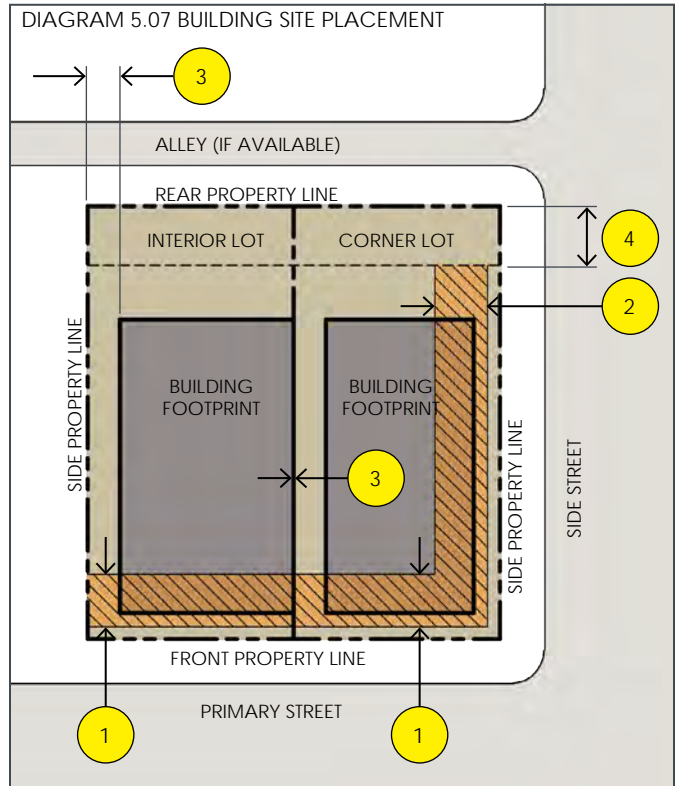 DIAGRAM 5.07 BUILDING SITE PLACEMENT
3
ALLEY (IF AVAILABLE)
REAR PROPERTY LINE
INTERIOR LOT
CORNER LOT
4
2
SIDE PROPERTY LINE
BUILDING
FOOTPRINT
BUILDING
FOOTPRINT
3
SIDE PROPERTY LINE
SIDE STREET
FRONT PROPERTY LINE
PRIMARY STREET
1
1